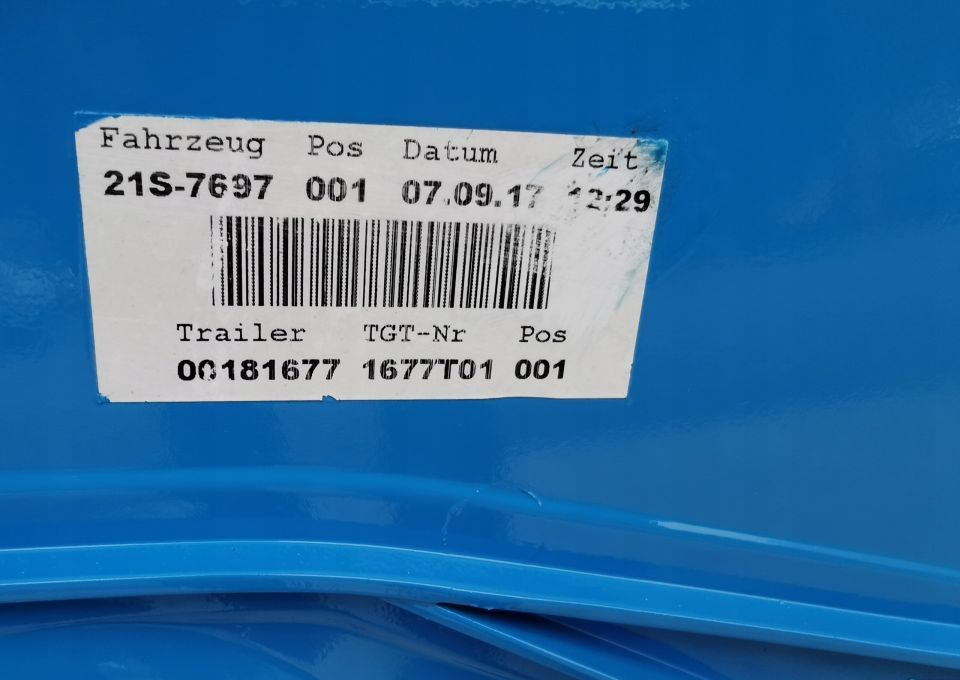 Fahrzeug Pos Datum Zeit
21S-7697 001 07.09.17 12:29
Trailer TGT-Nr Pos
00181677 1677T01 001